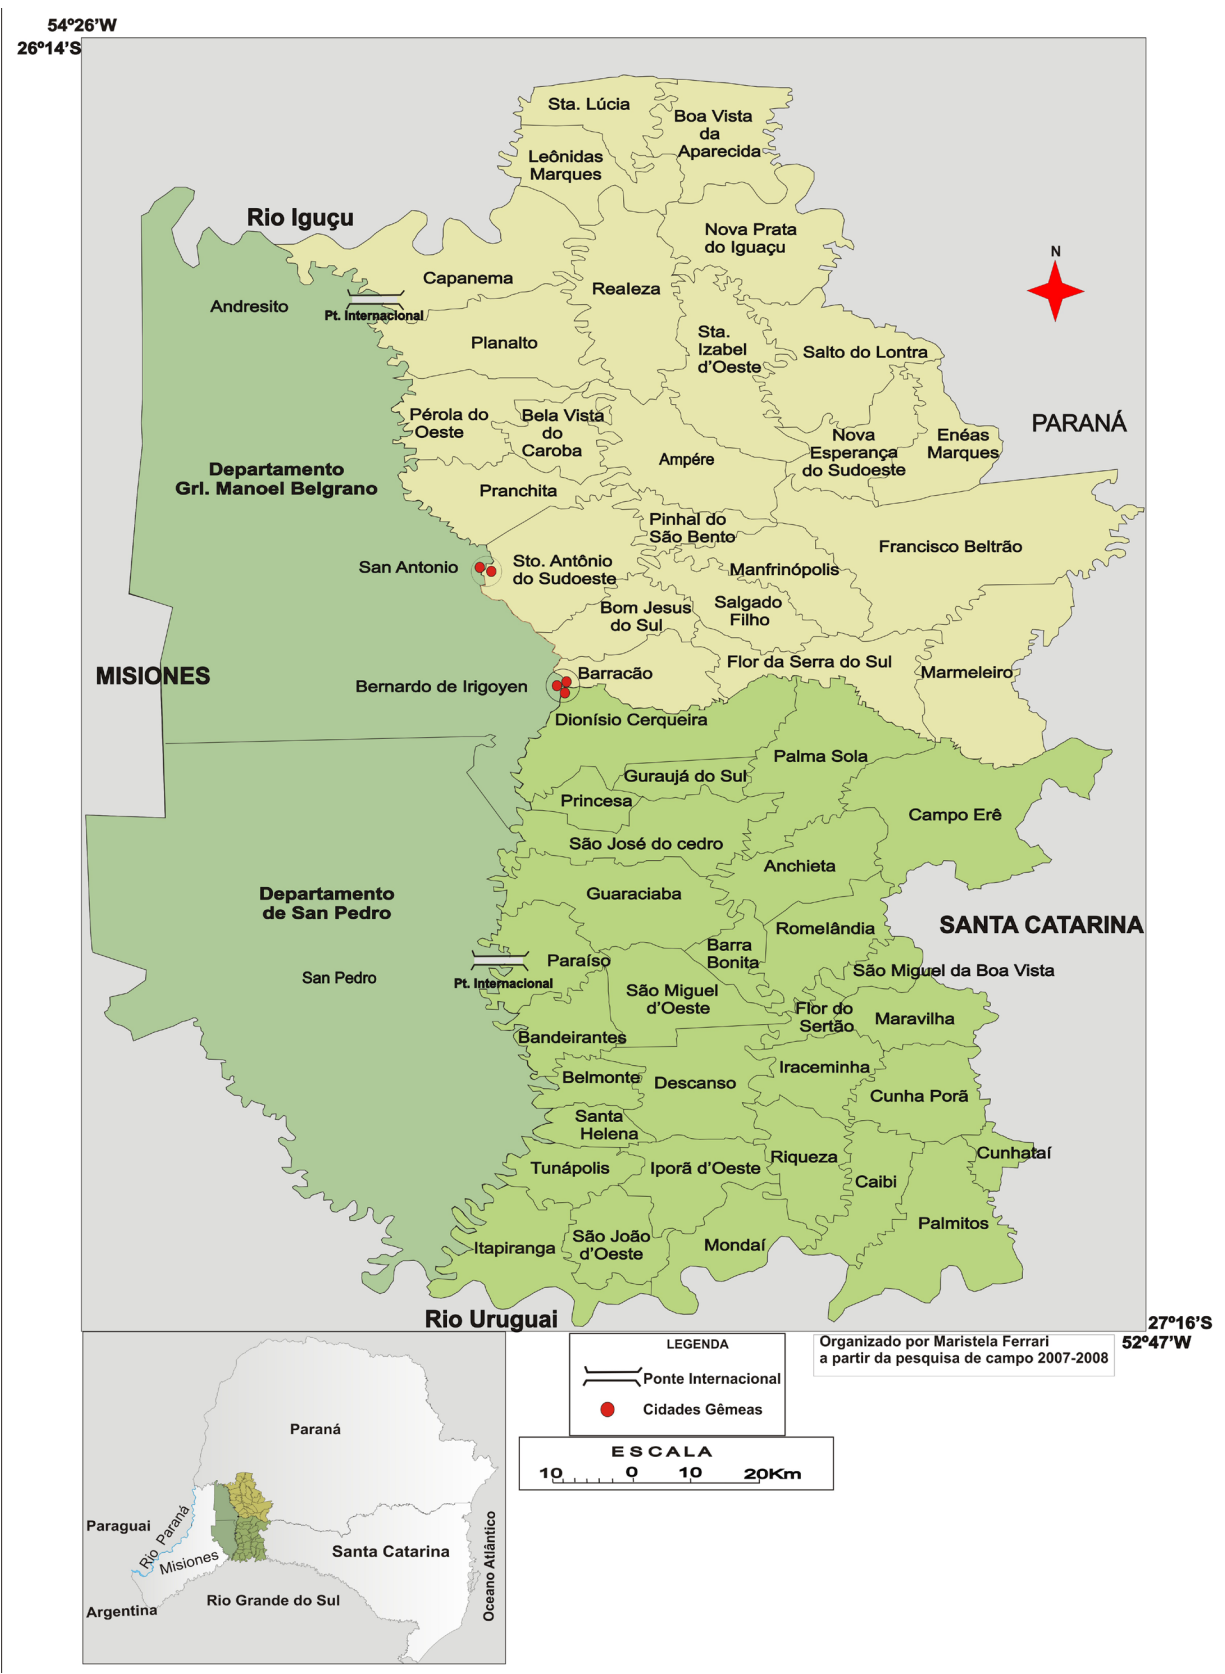 54º26'W
26º14'S
Sta. Lúcia
Boa Vista
da
Aparecida
Leônidas
Marques
Rio Iguçu
Nova Prata
do Iguaçu
N
Capanema
Realeza
Andresito
Pt. Internacional
Planalto
Sta.
Izabel
d'Oeste
Salto do Lontra
PARANÁ
Pérola do
Oeste
Bela Vista
do
Caroba
Nova
Esperança
do Sudoeste
Enéas
Marques
Ampére
Departamento
Grl. Manoel Belgrano
Pranchita
Pinhal do
São Bento
Francisco Beltrão
San Antonio
Sto. Antônio
do Sudoeste
Manfrinópolis
Bom Jesus
do Sul
Salgado
Filho
MISIONES
Barracão
Flor da Serra do Sul
Marmeleiro
Bernardo de Irigoyen
Dionísio Cerqueira
Palma Sola
Guraujá do Sul
Princesa
Campo Erê
São José do cedro
Anchieta
Departamento
de San Pedro
Guaraciaba
Romelândia
SANTA CATARINA
Barra
Bonita
Paraíso
São Miguel da Boa Vista
San Pedro
Pt. Internacional
São Miguel
d'Oeste
Flor do
Sertão
Maravilha
Bandeirantes
Iraceminha
Belmonte
Descanso
Cunha Porã
Santa
Helena
Cunhataí
Tunápolis
Iporã d'Oeste
Riqueza
Caibi
Palmitos
Itapiranga
São João
d'Oeste
Mondaí
Rio Uruguai
27º16'S
52º47'W
LEGENDA
Ponte Internacional
Cidades Gêmeas
Organizado por Maristela Ferrari
a partir da pesquisa de campo 2007-2008
ESCALA
10 0 10 20Km
Paraná
Paraguai
Rio Paraná
Misiones
Santa Catarina
Oceano Atlântico
Rio Grande do Sul
Argentina